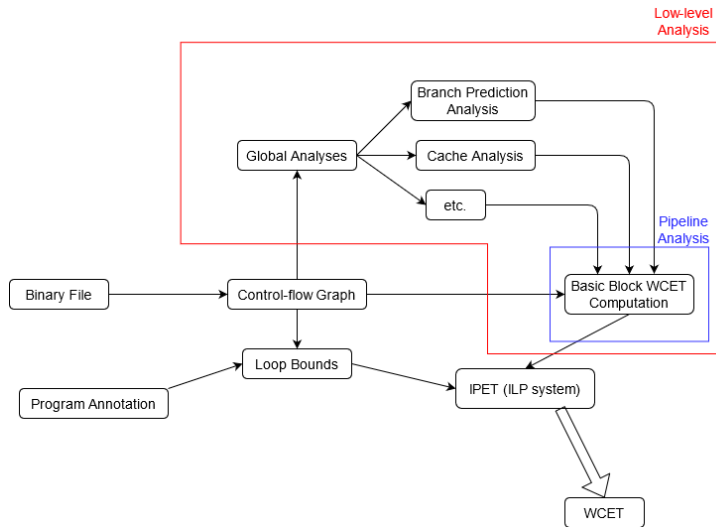 Low-level
Analysis
Branch Prediction
Analysis
Global Analyses
Cache Analysis
etc.
Pipeline
Analysis
Binary File
Control-flow Graph
Basic Block WCET
Computation
Loop Bounds
Program Annotation
IPET (ILP system)
WCET